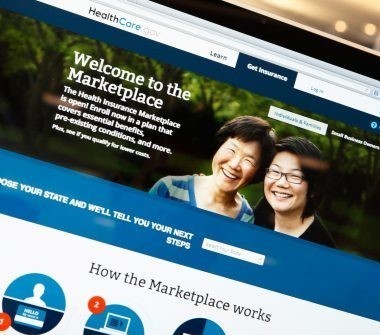 HealthCare.gov
Learn
Get Insurance
Log in
Individuals & Families
Small Business Owners
Welcome to the
Marketplace
The Health Insurance Marketplace
is open! Enroll now in a plan that
covers essential benefits,
pre-existing conditions, and more.
Plus, see if you qualify for lower costs.
OSE YOUR STATE AND WE'LL TELL YOU YOUR NEXT
STEPS
Select Your State
How the Marketplace works
HELLO
2